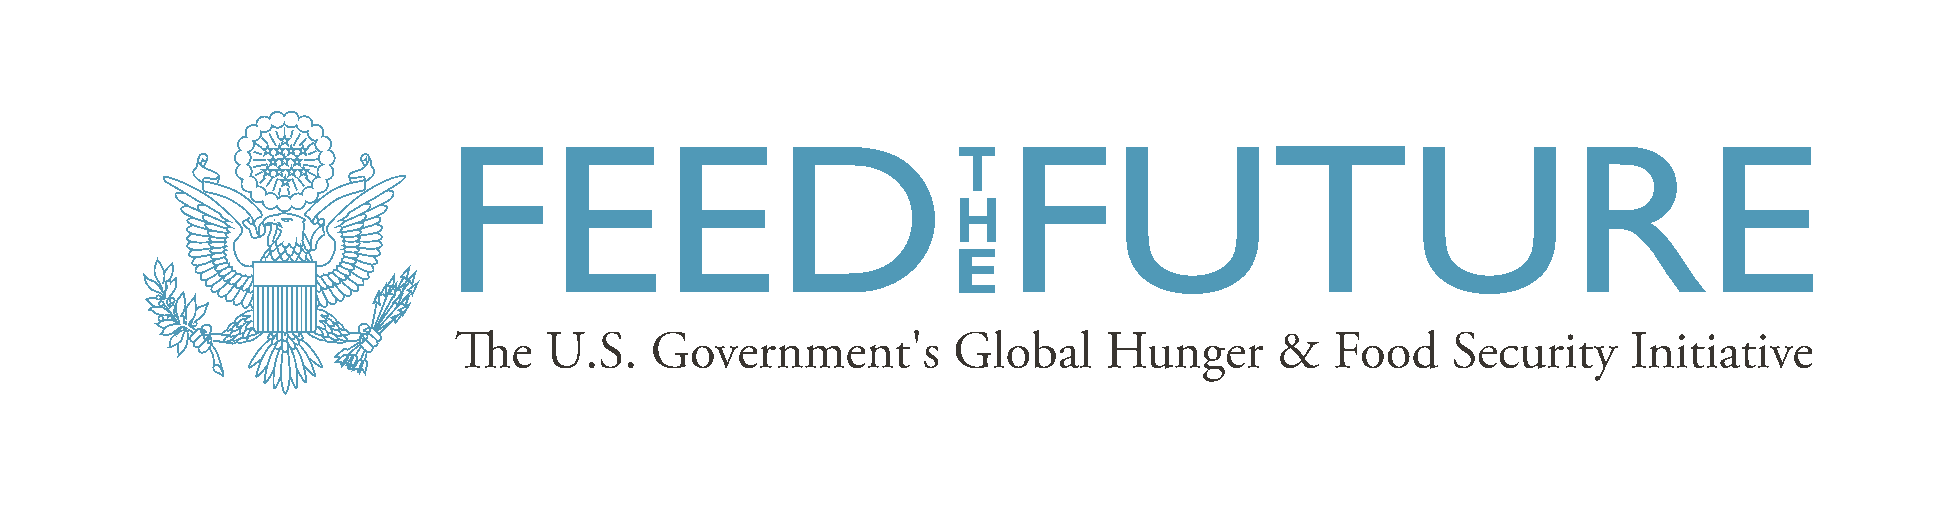 FEED THE FUTURE
The U.S. Government's Global Hunger & Food Security Initiative